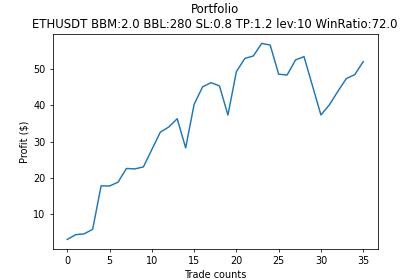 Portfolio
ETHUSDT BBM:2.0 BBL:280 SL:0.8 TP:1.2 lev:10 WinRatio:72.0
50
40
30
20
10
Profit ($)
0 5 10 15 20 25 30 35
Trade counts